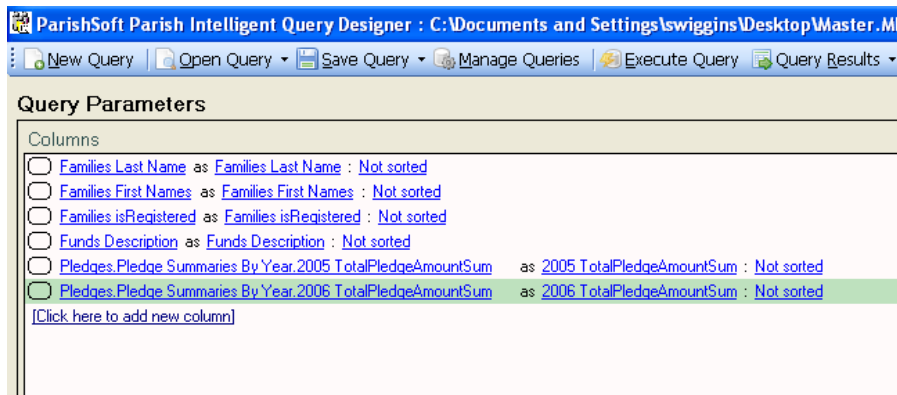 ParishSoft Parish Intelligent Query Designer : C:\Documents and Settings\swiggins\Desktop\Master.M
New Query Open Query Save Query Manage Queries Execute Query Query Results
Query Parameters
Columns
Families Last Name as Families Last Name : Not sorted
Families First Names as Families First Names : Not sorted
Families isRegistered as Families isRegistered : Not sorted
Funds Description as Funds Description : Not sorted
Pledges.Pledge Summaries By Year.2005 TotalPledgeAmountSum as 2005 TotalPledgeAmountSum : Not sorted
Pledges.Pledge Summaries By Year.2006 TotalPledgeAmountSum as 2006 TotalPledgeAmountSum : Not sorted
[Click here to add new column]